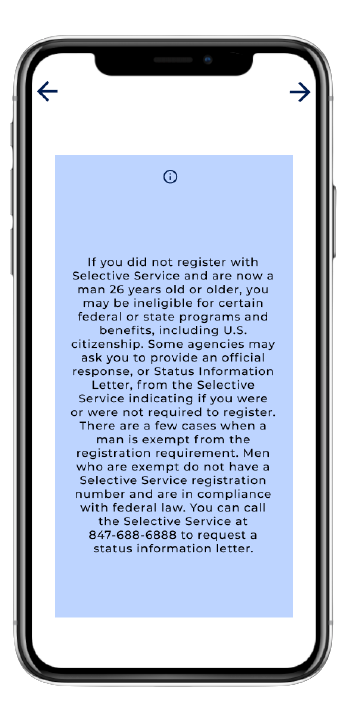 If you did not register with
Selective Service and are now a
man 26 years old or older, you
may be ineligible for certain
federal or state programs and
benefits, including U.S.
citizenship. Some agencies may
ask you to provide an official
response, or Status Information
Letter, from the Selective
Service indicating if you were
or were not required to register.
There are a few cases when a
man is exempt from the
registration requirement. Men
who are exempt do not have a
Selective Service registration
number and are in compliance
with federal law. You can call
the Selective Service at
847-688-6888 to request a
status information letter.